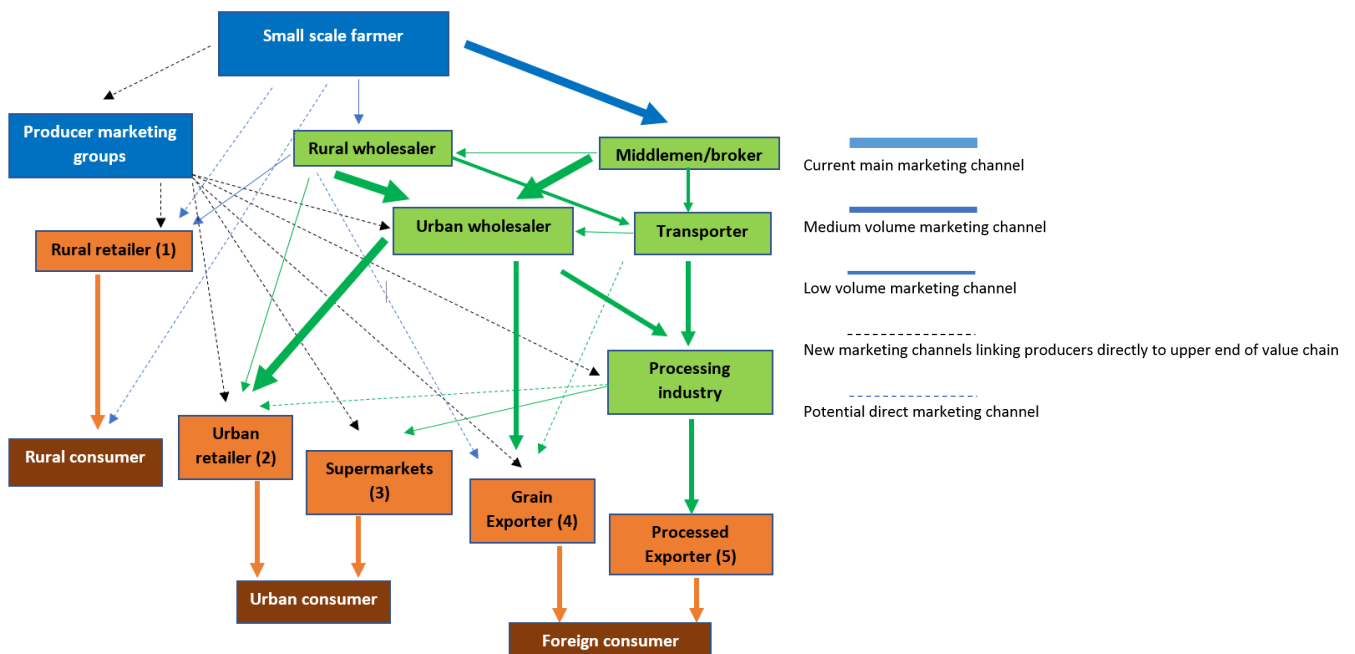 Small scale farmer
Producer marketing
groups
Rural wholesaler
Middlemen/broker
Urban wholesaler
Transporter
Rural retailer (1)
Processing
industry
Rural consumer
Urban
retailer (2)
Supermarkets
(3)
Grain
Exporter (4)
Processed
Exporter (5)
Urban consumer
Foreign consumer
Current main marketing channel
Medium volume marketing channel
Low volume marketing channel
New marketing channels linking producers directly to upper end of value chain
Potential direct marketing channel